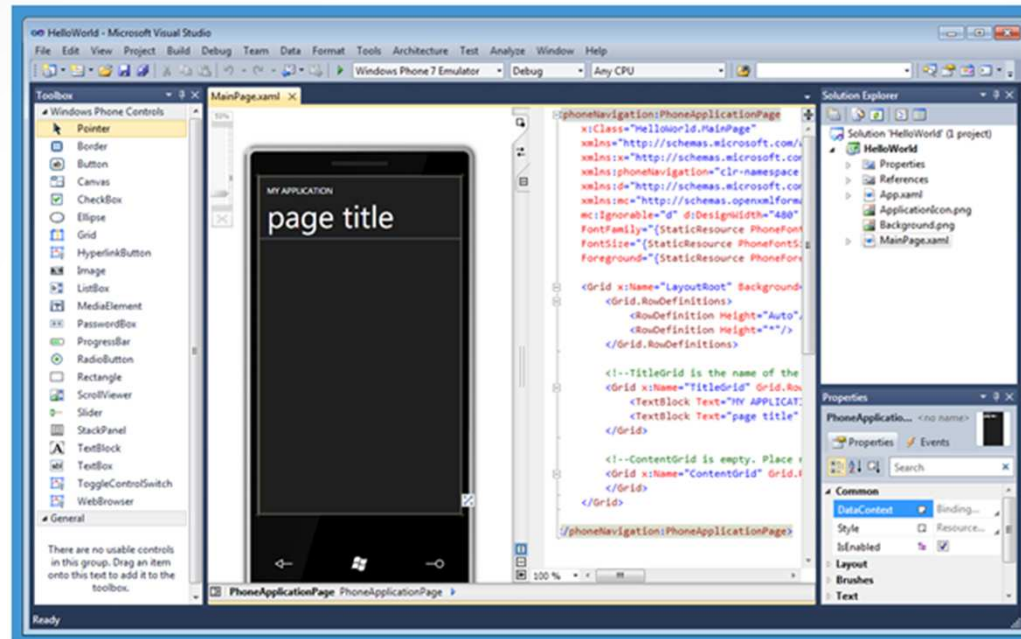 HelloWorld - Microsoft Visual Studio
File Edit View Project Build Debug Team Data Format Tools Architecture Test Analyze Window Help
Windows Phone 7 Emulator Debug Any CPU
Toolbox
Windows Phone Controls
Pointer
Border
Button
Canvas
CheckBox
Ellipse
Grid
HyperlinkButton
Image
ListBox
MediaElement
PasswordBox
ProgressBar
RadioButton
Rectangle
ScrollViewer
Slider
StackPanel
TextBlock
TextBox
ToggleControlSwitch
WebBrowser
General
There are no usable controls
in this group. Drag an item
onto this text to add it to the
toolbox.
MainPage.xaml
MY APPLICATION
page title
phoneNavigation:PhoneApplicationPage
x:Class="HelloWorld.MainPage"
xmlns="http://schemas.microsoft.com/
xmlns:x="http://schemas.microsoft.co
xmlns:phoneNavigation="clr-namespace
xmlns:d="http://schemas.microsoft.co
xmlns:mc="http://schemas.openxmlforma
mc:Ignorable="d" d:DesignWidth="480"
FontFamily="{StaticResource PhoneFon
FontSize="{StaticResource PhoneFontS
Foreground="{StaticResource PhoneFor
<Grid x:Name="LayoutRoot" Background=
<Grid.RowDefinitions>
<RowDefinition Height="Auto"
<RowDefinition Height="*"/>
</Grid.RowDefinitions>
<!--TitleGrid is the name of the
<Grid x:Name="TitleGrid" Grid.Row
<TextBlock Text="MY APPLICAT
<TextBlock Text="page title"
</Grid>
<!--ContentGrid is empty. Place
<Grid x:Name="ContentGrid" Grid.
</Grid>
</Grid>
/phoneNavigation:PhoneApplicationPage>
100 %
PhoneApplicationPage PhoneApplicationPage
Solution Explorer
Solution 'HelloWorld' (1 project)
HelloWorld
Properties
References
App.xaml
ApplicationIcon.png
Background.png
MainPage.xaml
Properties
PhoneApplicatio... <no name>
Properties Events
Search
Common
DataContext Binding...
Style Resource...
IsEnabled
Layout
Brushes
Text
Ready